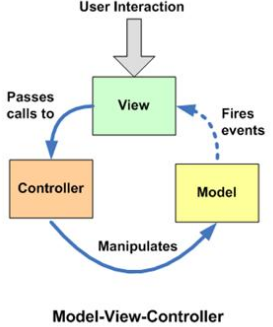 User Interaction
View
Passes
calls to
Fires
events
Controller
Model
Manipulates
Model-View-Controller